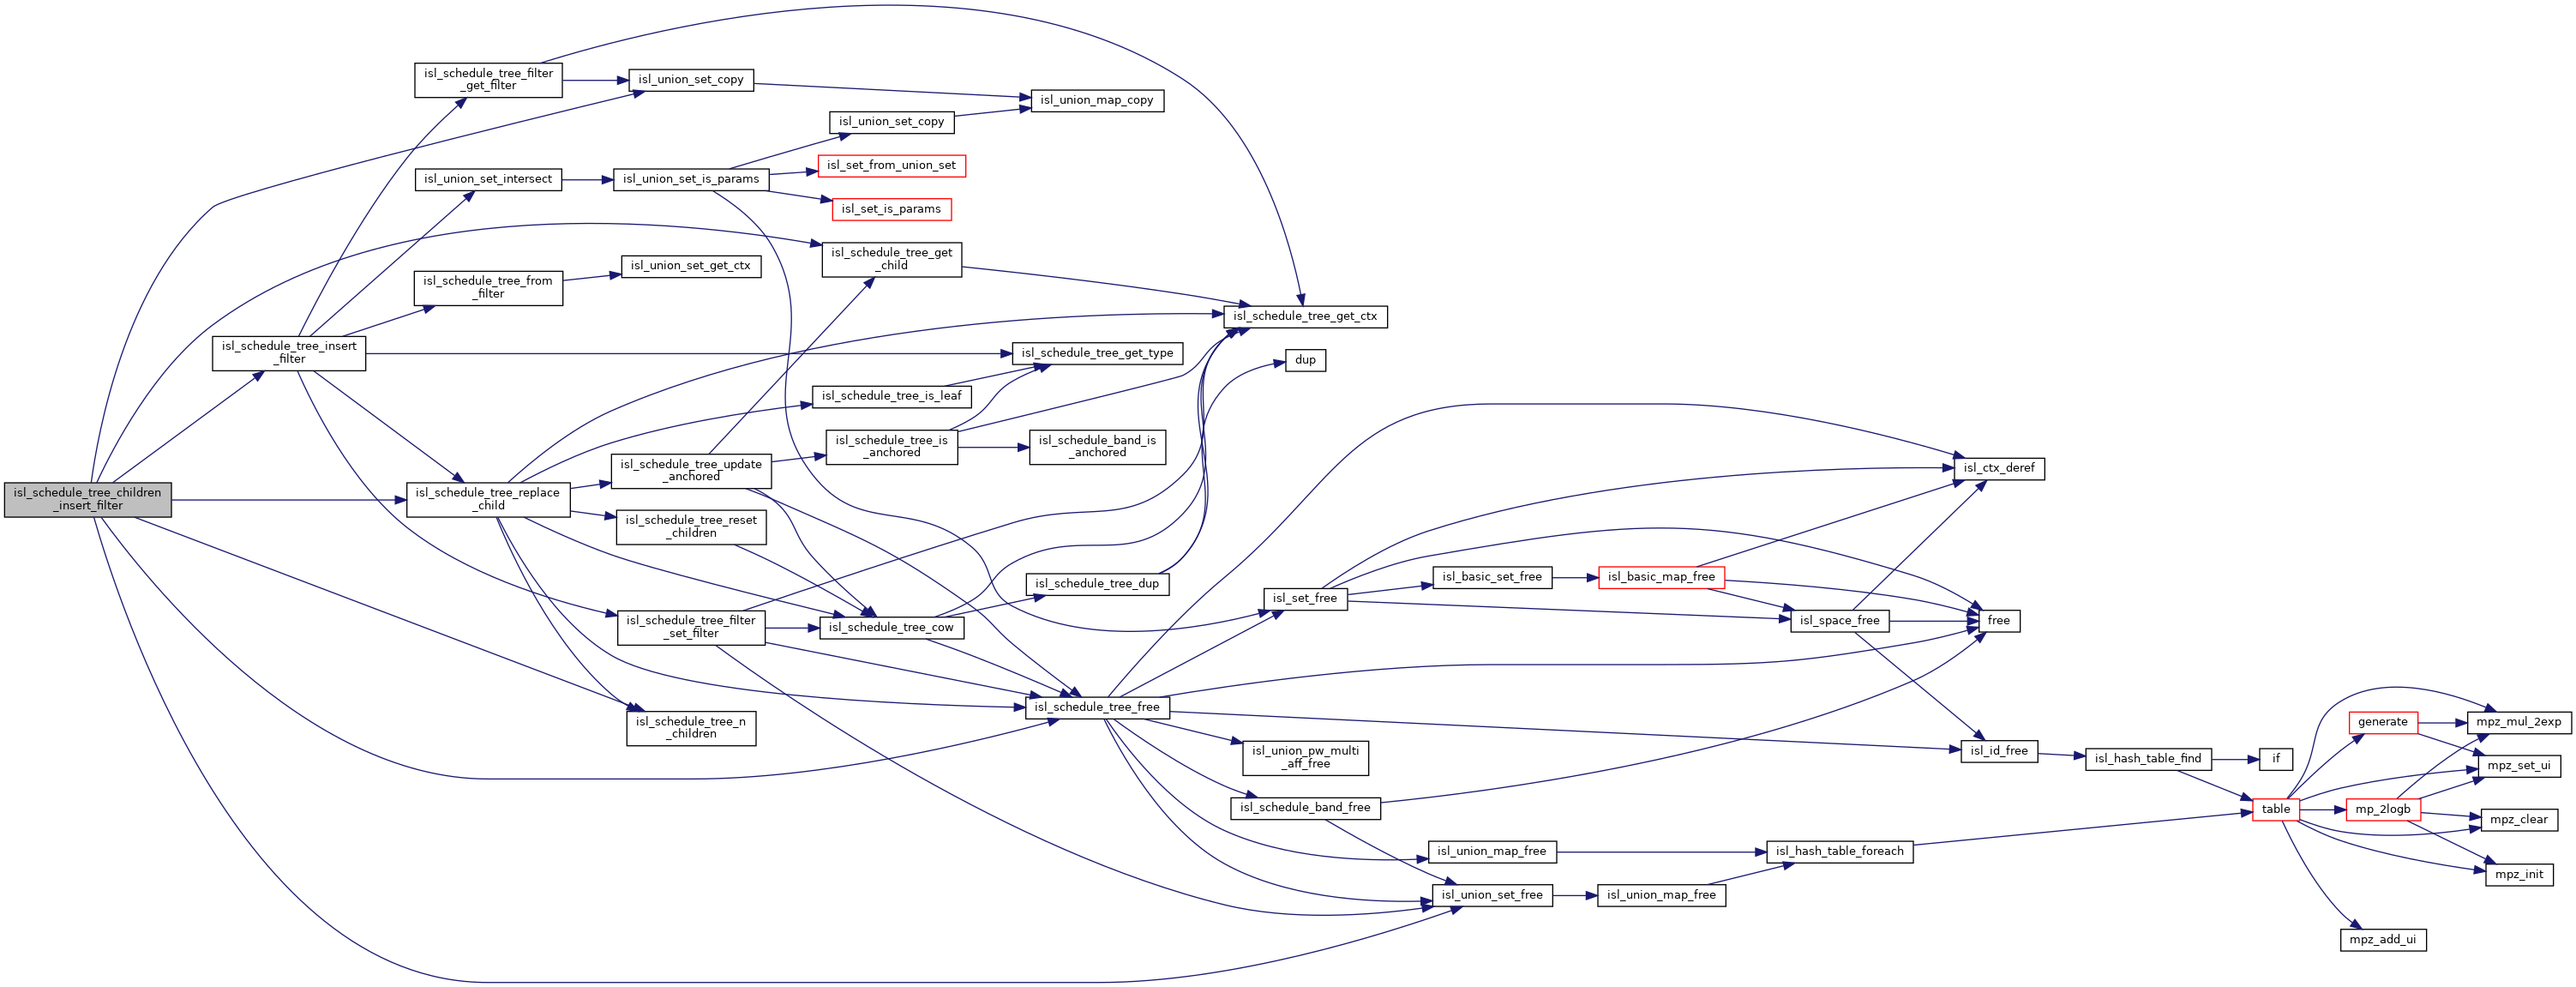 isl_schedule_tree_children
_insert_filter
isl_schedule_tree_filter
_get_filter
isl_union_set_intersect
isl_schedule_tree_from
_filter
isl_schedule_tree_insert
_filter
isl_schedule_tree_replace
_child
isl_union_set_copy
isl_union_set_is_params
isl_union_set_get_ctx
isl_schedule_tree_update
_anchored
isl_schedule_tree_reset
_children
isl_schedule_tree_filter
_set_filter
isl_schedule_tree_n
_children
isl_union_set_copy
isl_set_from_union_set
isl_set_is_params
isl_schedule_tree_get
_child
isl_schedule_tree_is_leaf
isl_schedule_tree_is
_anchored
isl_schedule_tree_cow
isl_union_map_copy
isl_schedule_tree_get_type
isl_schedule_band_is
_anchored
isl_schedule_tree_dup
isl_schedule_tree_free
isl_schedule_tree_get_ctx
dup
isl_set_free
isl_union_pw_multi
_aff_free
isl_schedule_band_free
isl_basic_set_free
isl_union_map_free
isl_union_set_free
isl_basic_map_free
isl_union_map_free
isl_space_free
isl_hash_table_foreach
isl_ctx_deref
free
isl_id_free
isl_hash_table_find
if
table
generate
mp_2logb
mpz_add_ui
mpz_mul_2exp
mpz_set_ui
mpz_clear
mpz_init